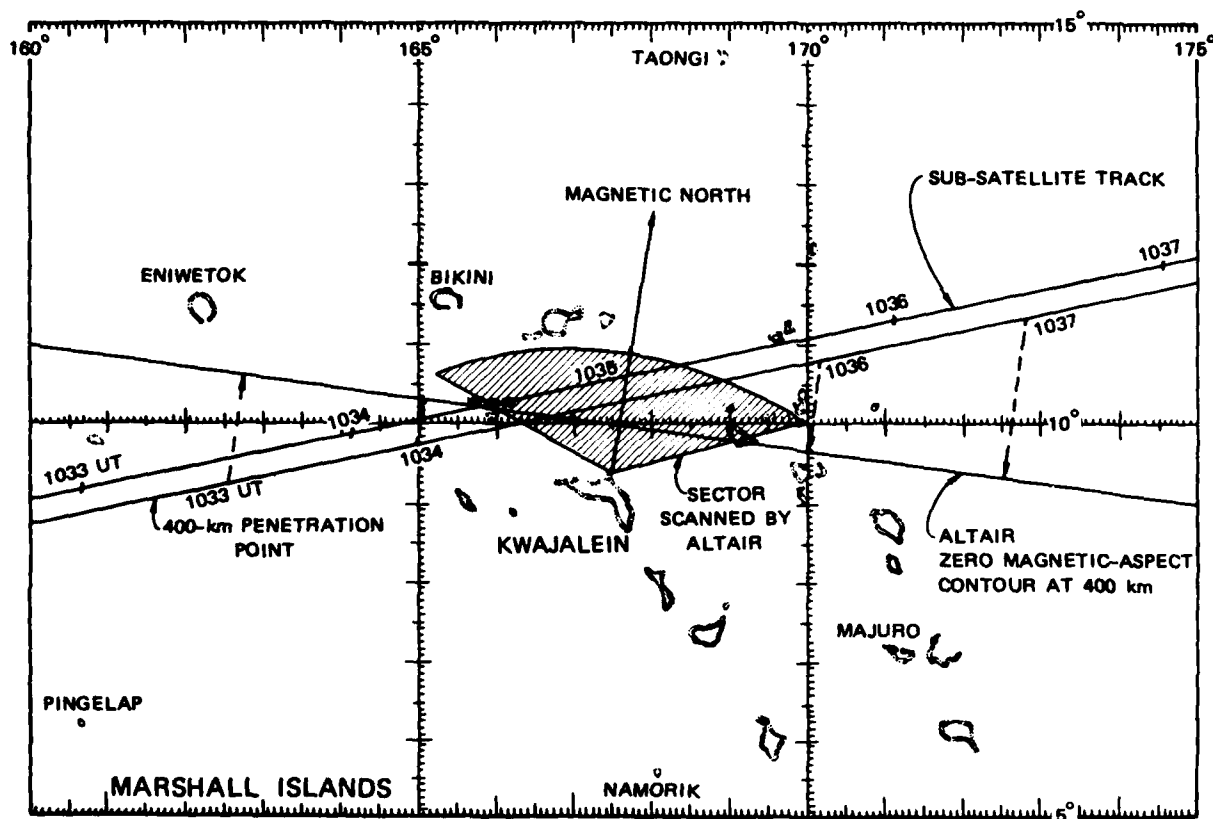 15°
160°
165°
170°
175°
TAONGI
MAGNETIC NORTH
SUB-SATELLITE TRACK
ENIWETOK
BIKINI
1037
1036
1037
1035
1036
1034
10°
1034
1033 UT
1033 UT
400-km PENETRATION
POINT
KWAJALEIN
SECTOR
SCANNED BY
ALTAIR
ALTAIR
ZERO MAGNETIC-ASPECT
CONTOUR AT 400 km
MAJURO
PINGELAP
MARSHALL ISLANDS
NAMORIK
5°